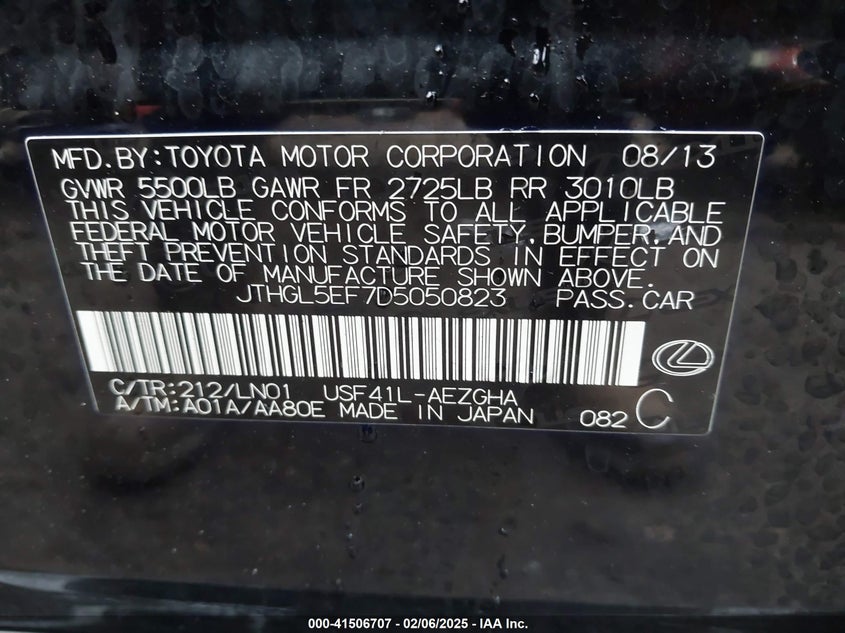 MFD.BY:TOYOTA MOTOR CORPORATION 08/13
GVWR 5500LB GAWR FR 2725LB RR 3010LB
THIS VEHICLE CONFORMS TO ALL APPLICABLE
FEDERAL MOTOR VEHICLE SAFETY,BUMPER,AND
THEFT PREVENTION STANDARDS IN EFFECT ON
THE DATE OF MANUFACTURE SHOWN ABOVE.
JTHGL5EF7D5050823 PASS.CAR
C/TR:212/LN01 USF41L-AEZGHA
A/TM:A01A/AA80E MADE IN JAPAN 082 C
000-41506707 - 02/06/2025 - IAA Inc.